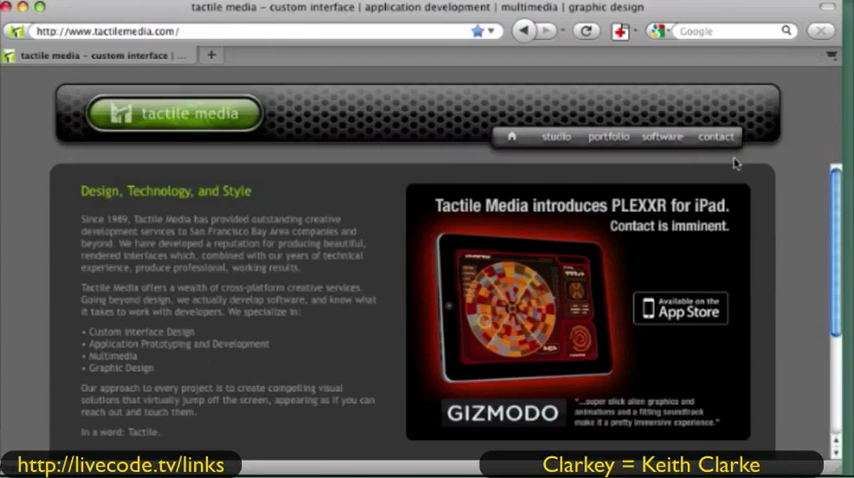 tactile media – custom interface | application development | multimedia | graphic design
http://www.tactilemedia.com/
Google
tactile media – custom interface | ...
tactile media
studio portfolio software contact
Design, Technology, and Style
Since 1989, Tactile Media has provided outstanding creative
development services to San Francisco Bay Area companies and
beyond. We have developed a reputation for producing beautiful,
rendered interfaces which, combined with our years of technical
experience, produce professional, working results.
Tactile Media offers a wealth of cross-platform creative services.
Going beyond design, we actually develop software, and know what
it takes to work with developers. We specialize in:
• Custom Interface Design
• Application Prototyping and Development
• Multimedia
• Graphic Design
Our approach to every project is to create compelling visual
solutions that virtually jump off the screen, appearing as if you can
reach out and touch them.
In a word: Tactile.
Tactile Media introduces PLEXXR for iPad.
Contact is imminent.
Available on the
App Store
GIZMODO
"...super slick alien graphics and
animations and a fitting soundtrack
make it a pretty immersive experience."
http://livecode.tv/links
Clarkey = Keith Clarke